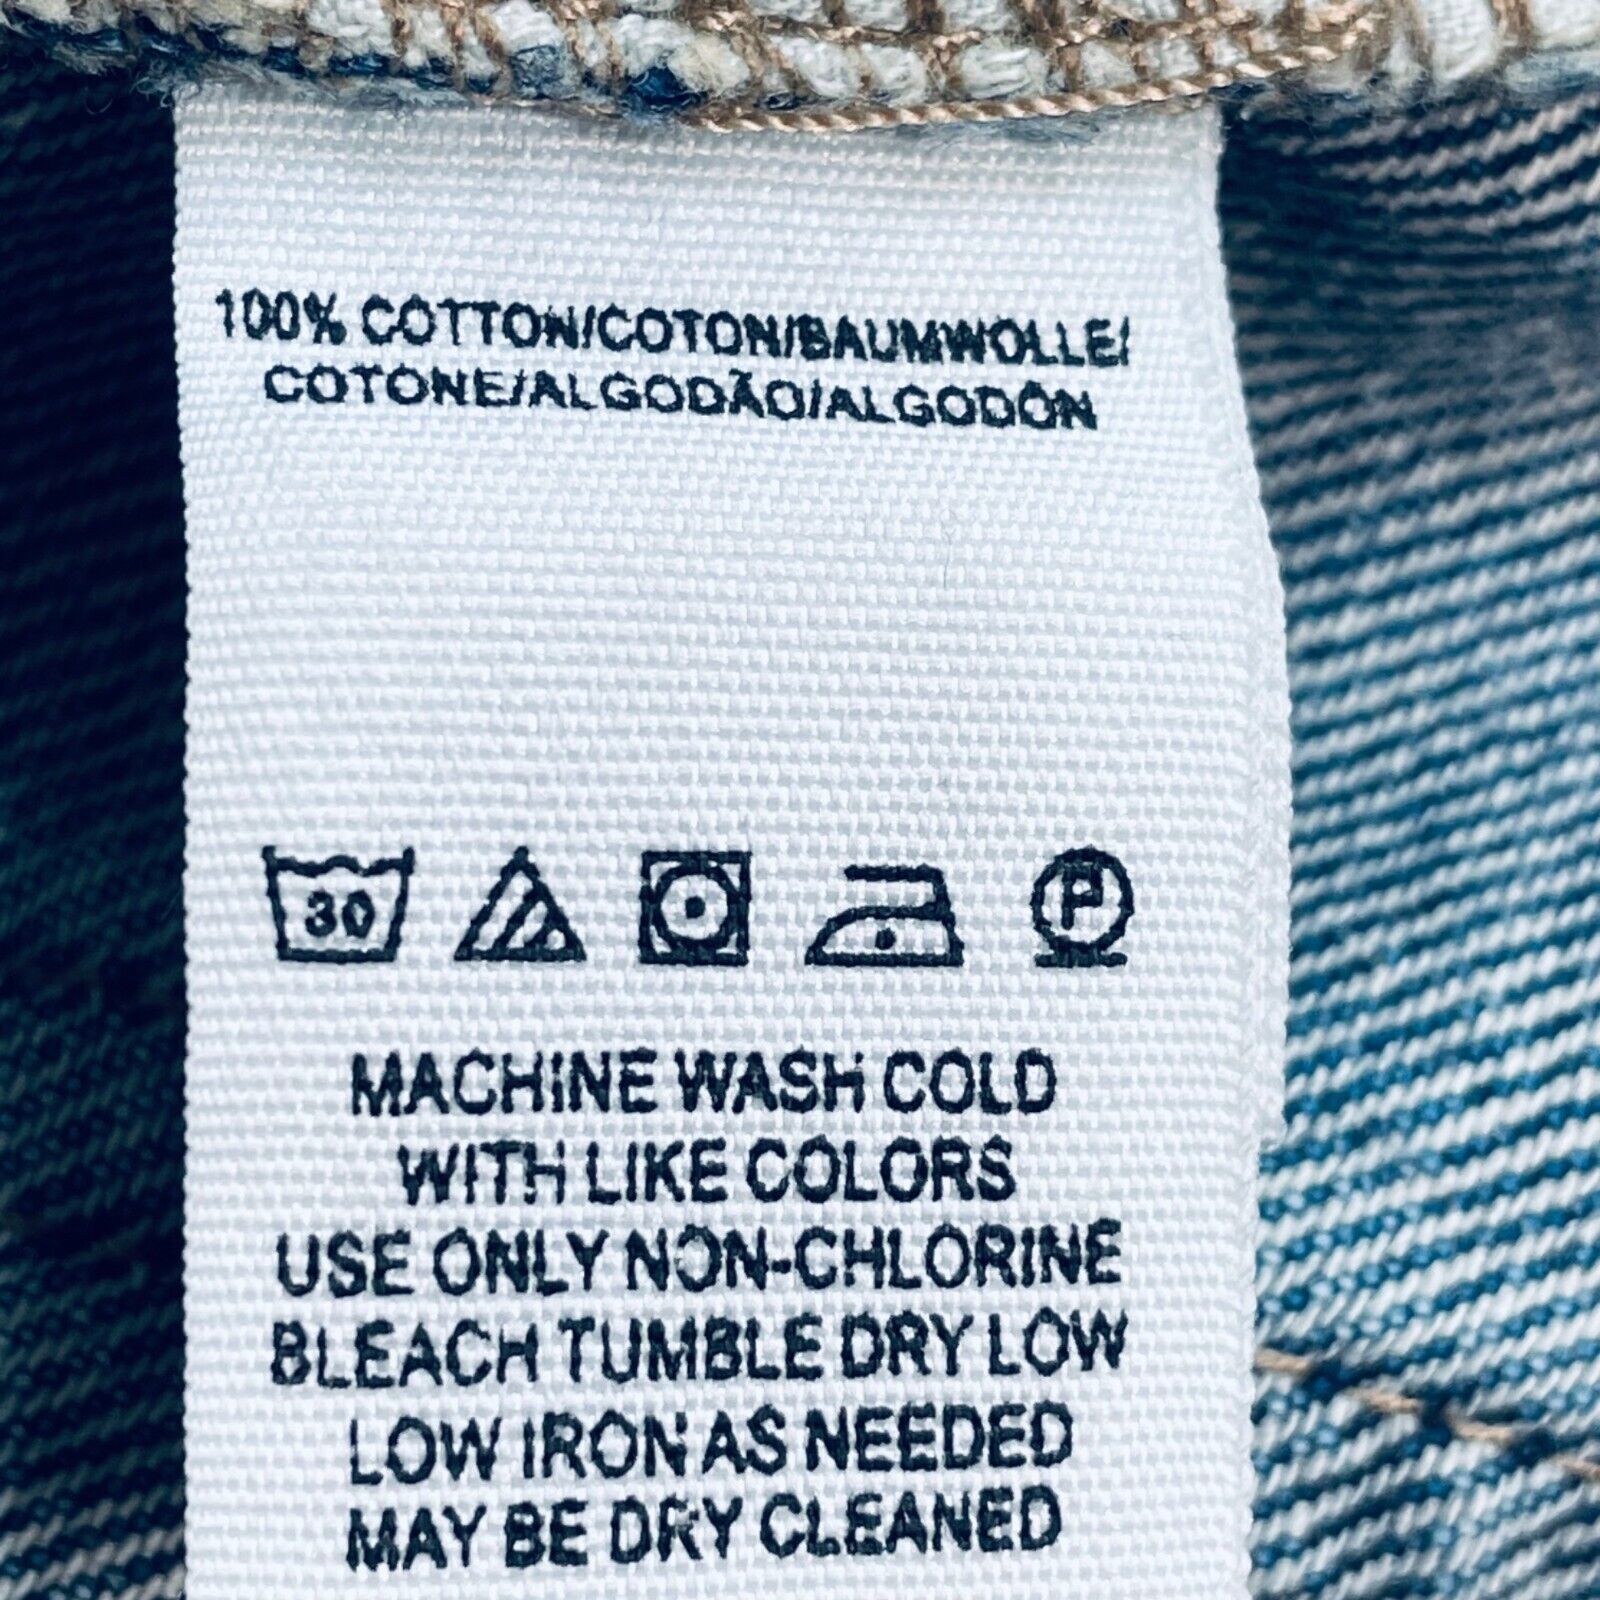 100% COTTON/COTON/BAUMWOLLE/
COTONE/ALGODÃO/ALGODÓN
30 P
MACHINE WASH COLD
WITH LIKE COLORS
USE ONLY NON-CHLORINE
BLEACH TUMBLE DRY LOW
LOW IRON AS NEEDED
MAY BE DRY CLEANED